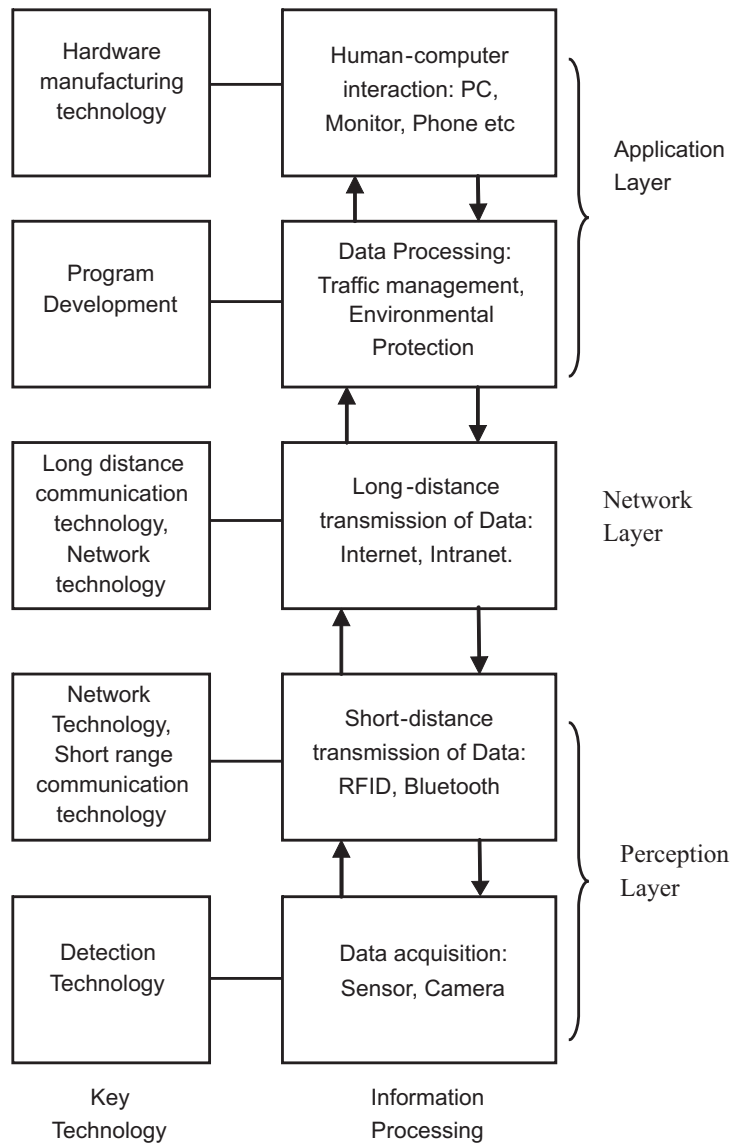 Hardware
manufacturing
technology
Human-computer
interaction: PC,
Monitor, Phone etc
Application
Layer
Program
Development
Data Processing:
Traffic management,
Environmental
Protection
Long distance
communication
technology,
Network
technology
Long-distance
transmission of Data:
Internet, Intranet.
Network
Layer
Network
Technology,
Short range
communication
technology
Short-distance
transmission of Data:
RFID, Bluetooth
Perception
Layer
Detection
Technology
Data acquisition:
Sensor, Camera
Key
Technology
Information
Processing